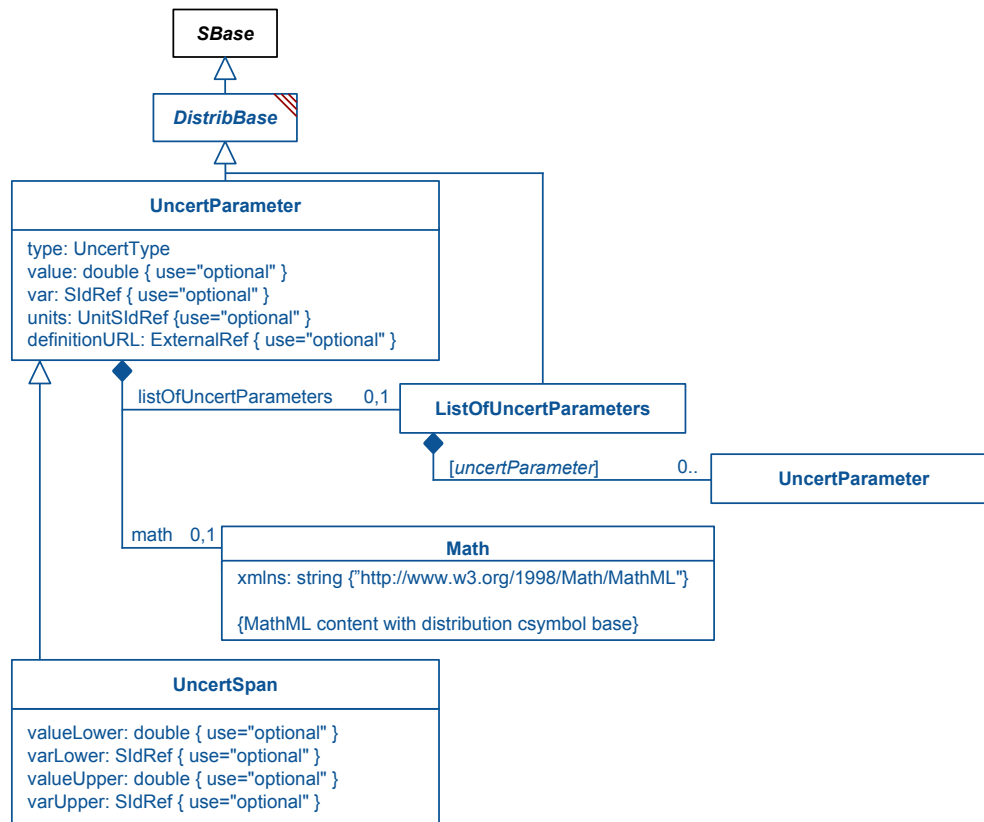 SBase
DistribBase
UncertParameter
type: UncertType
value: double { use="optional" }
var: SIdRef { use="optional" }
units: UnitSIdRef {use="optional" }
definitionURL: ExternalRef { use="optional" }
listOfUncertParameters 0,1
ListOfUncertParameters
[uncertParameter] 0..
UncertParameter
math 0,1
Math
xmlns: string {”http://www.w3.org/1998/Math/MathML"}
{MathML content with distribution csymbol base}
UncertSpan
valueLower: double { use="optional" }
varLower: SIdRef { use="optional" }
valueUpper: double { use="optional" }
varUpper: SIdRef { use="optional" }